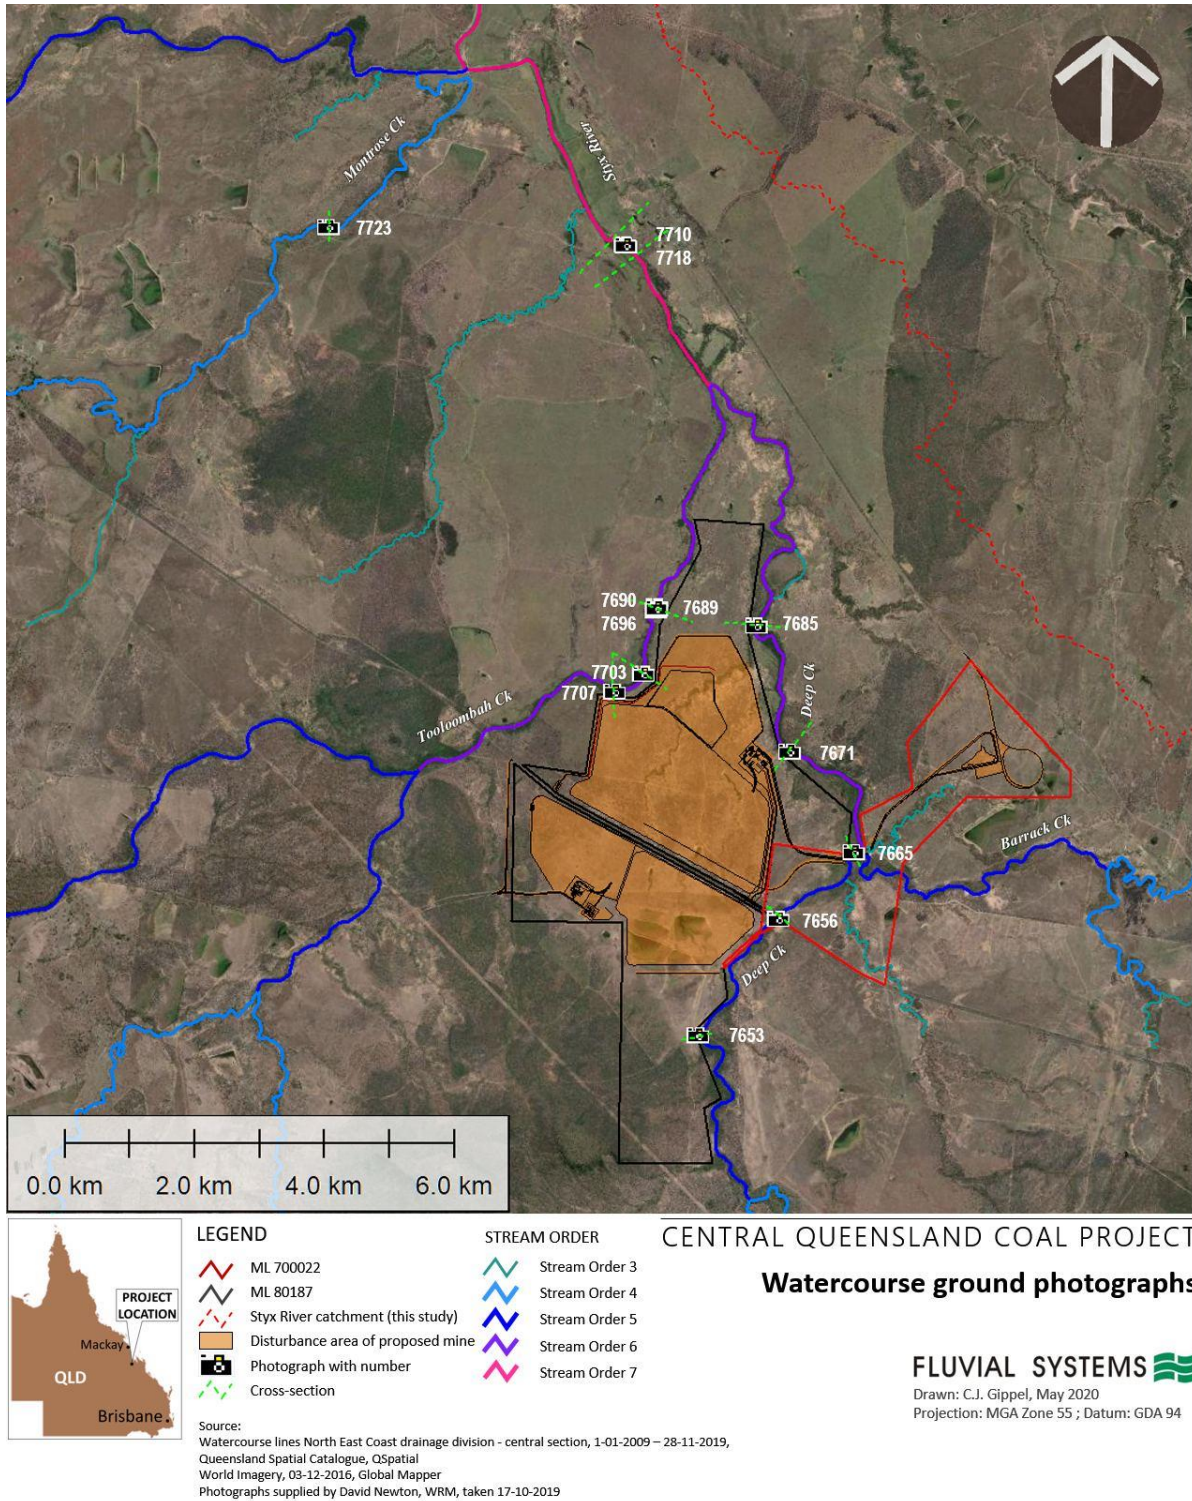 Montrose Ck
Styx River
7723
7710
7718
7690
7689
7696
7685
7703
7707
Tooloombah Ck
Deep Ck
7671
Barrack Ck
7665
7656
Deep Ck
7653
0.0 km
2.0 km
4.0 km
6.0 km
PROJECT
LOCATION
Mackay
QLD
Brisbane
LEGEND
ML 700022
ML 80187
Styx River catchment (this study)
Disturbance area of proposed mine
Photograph with number
Cross-section
STREAM ORDER
Stream Order 3
Stream Order 4
Stream Order 5
Stream Order 6
Stream Order 7
Source:
Watercourse lines North East Coast drainage division - central section, 1-01-2009 – 28-11-2019,
Queensland Spatial Catalogue, QSpatial
World Imagery, 03-12-2016, Global Mapper
Photographs supplied by David Newton, WRM, taken 17-10-2019
CENTRAL QUEENSLAND COAL PROJECT
Watercourse ground photographs
FLUVIAL SYSTEMS
Drawn: C.J. Gippel, May 2020
Projection: MGA Zone 55 ; Datum: GDA 94